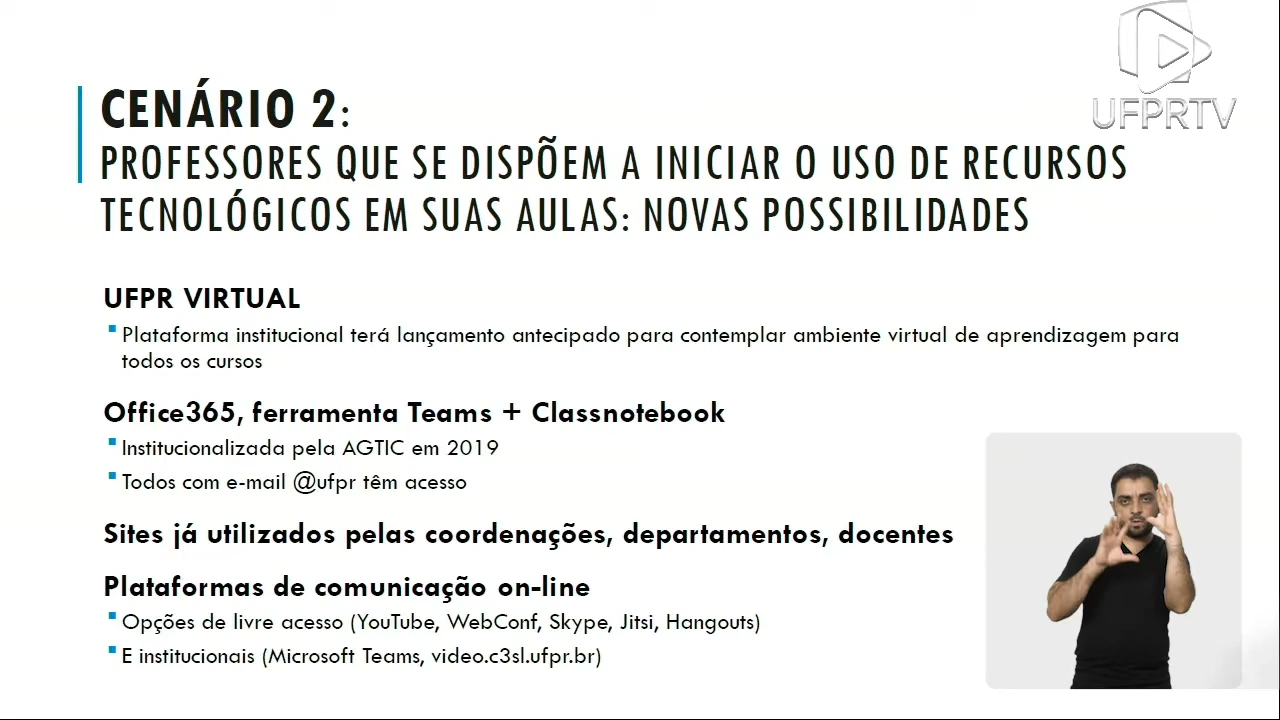 UFPRTV
CENÁRIO 2:
PROFESSORES QUE SE DISPÕEM A INICIAR O USO DE RECURSOS
TECNOLÓGICOS EM SUAS AULAS: NOVAS POSSIBILIDADES
UFPR VIRTUAL
Plataforma institucional terá lançamento antecipado para contemplar ambiente virtual de aprendizagem para
todos os cursos
Office365, ferramenta Teams + Classnotebook
Institucionalizada pela AGTIC em 2019
Todos com e-mail @ufpr têm acesso
Sites já utilizados pelas coordenações, departamentos, docentes
Plataformas de comunicação on-line
Opções de livre acesso (YouTube, WebConf, Skype, Jitsi, Hangouts)
E institucionais (Microsoft Teams, video.c3sl.ufpr.br)